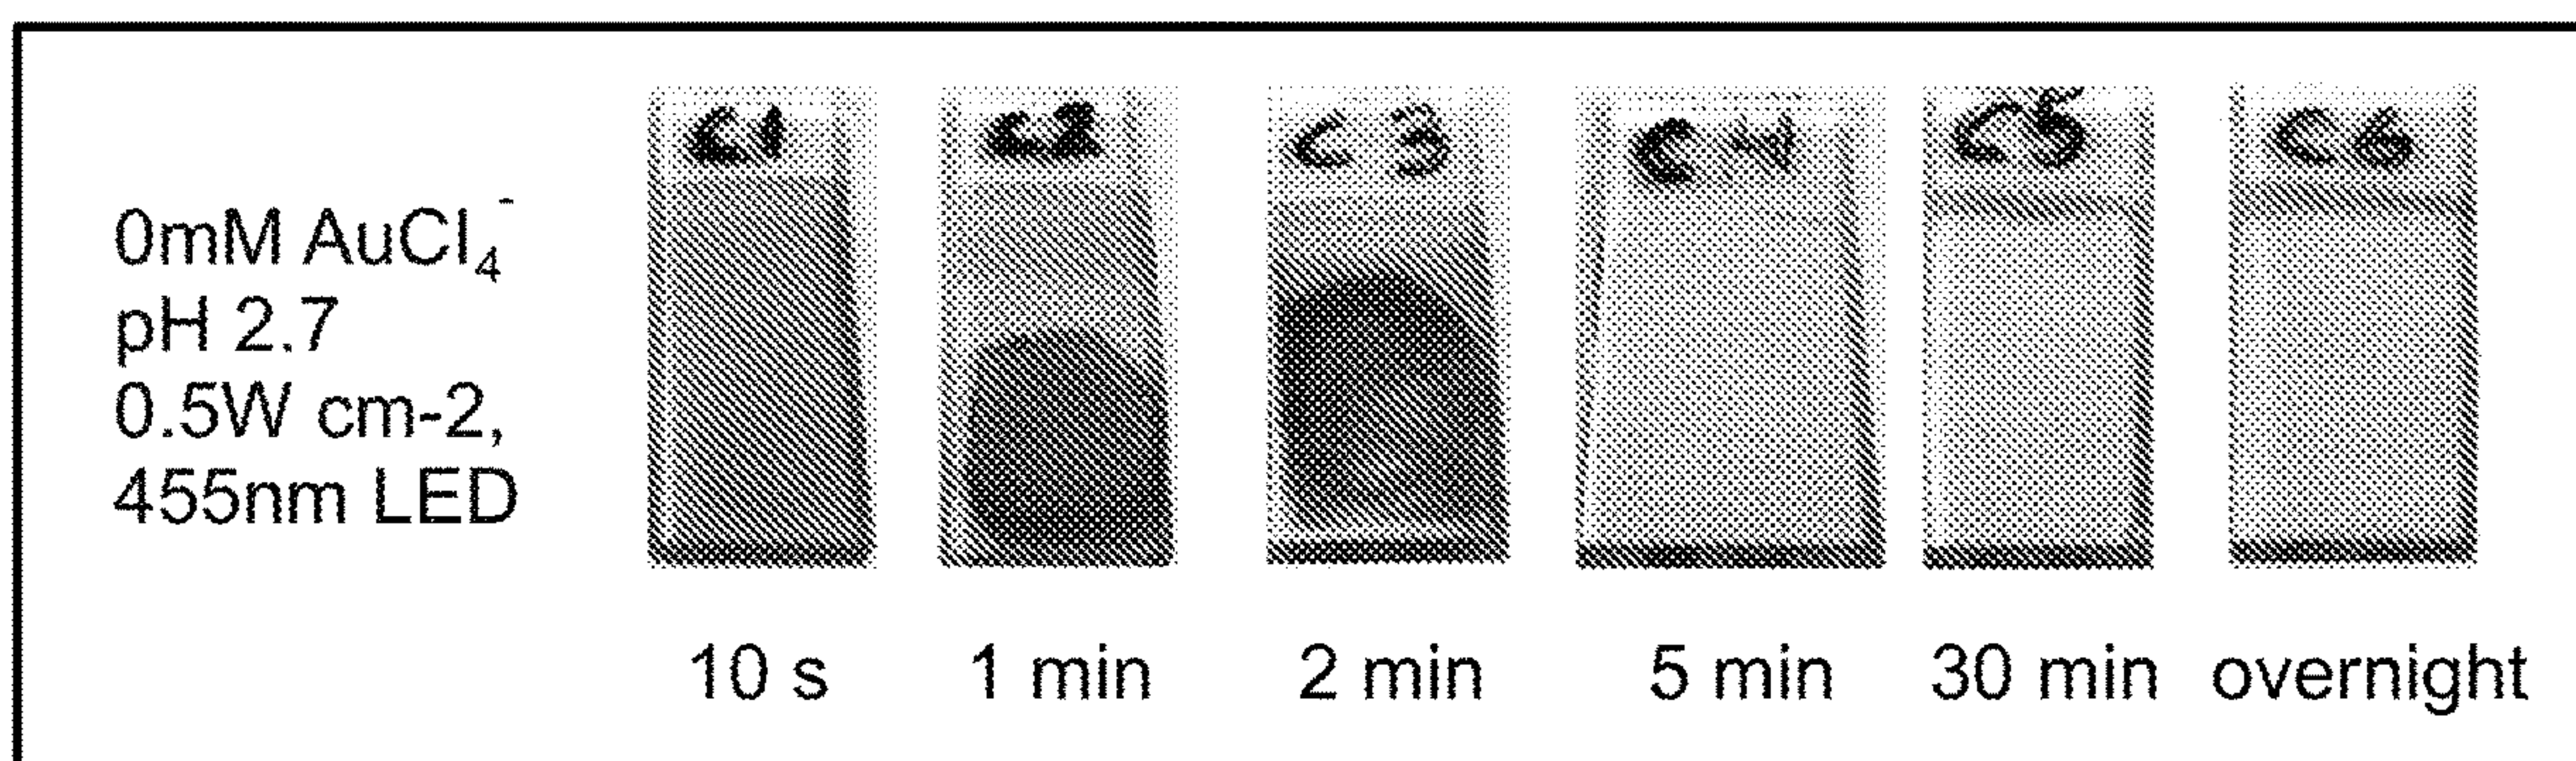 C1 C2 C3 C4 C5 C6
0mM AuCl₄⁻
pH 2.7
0.5W cm-2,
455nm LED
10 s 1 min 2 min 5 min 30 min overnight